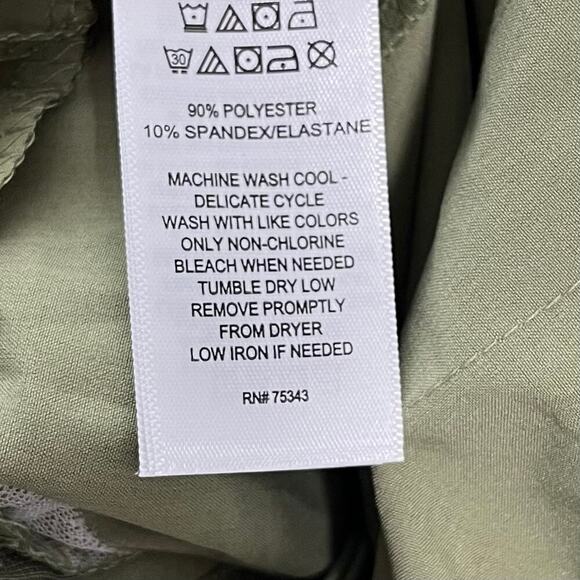 30
90% POLYESTER
10% SPANDEX/ELASTANE
MACHINE WASH COOL -
DELICATE CYCLE
WASH WITH LIKE COLORS
ONLY NON-CHLORINE
BLEACH WHEN NEEDED
TUMBLE DRY LOW
REMOVE PROMPTLY
FROM DRYER
LOW IRON IF NEEDED
RN# 75343